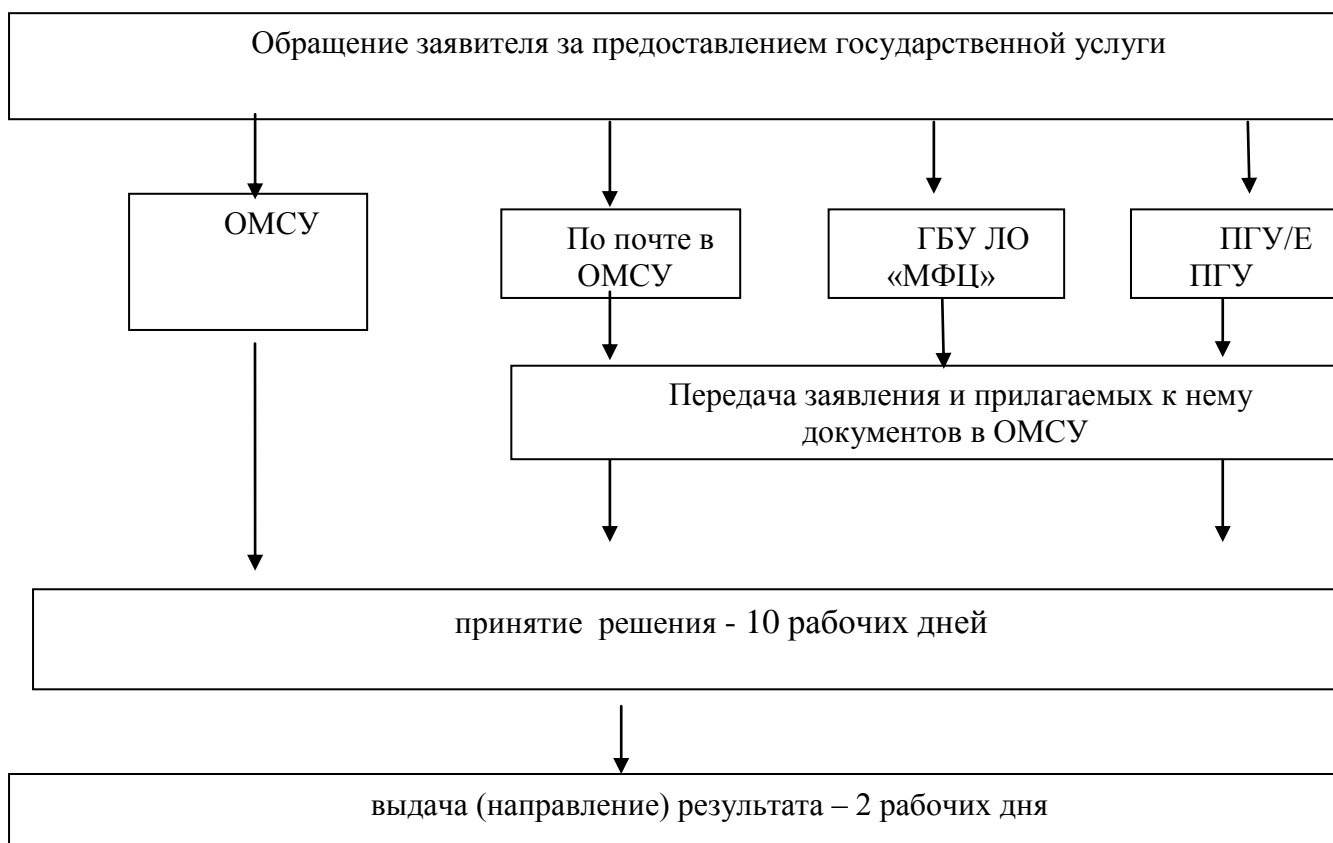 Обращение заявителя за предоставлением государственной услуги
ОМСУ
По почте в
ОМСУ
ГБУ ЛО
«МФЦ»
ПГУ/Е
ПГУ
Передача заявления и прилагаемых к нему
документов в ОМСУ
принятие решения - 10 рабочих дней
выдача (направление) результата – 2 рабочих дня